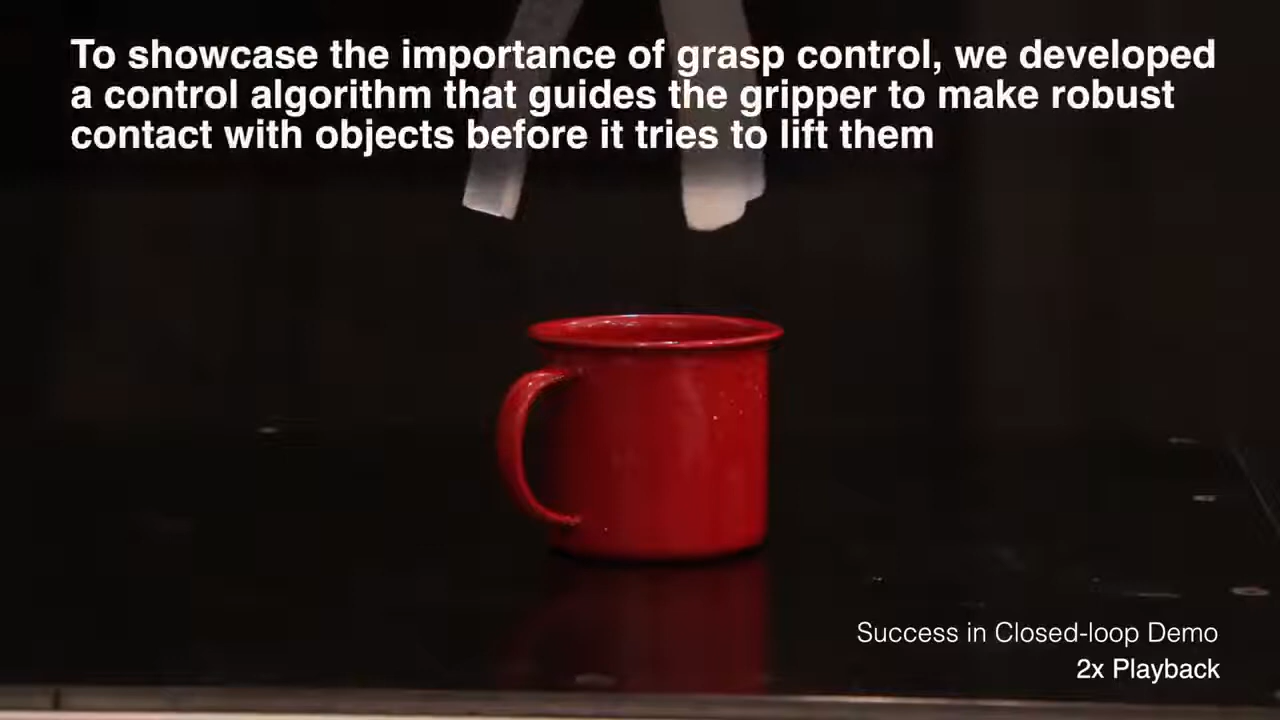 To showcase the importance of grasp control, we developed
a control algorithm that guides the gripper to make robust
contact with objects before it tries to lift them
Success in Closed-loop Demo
2x Playback